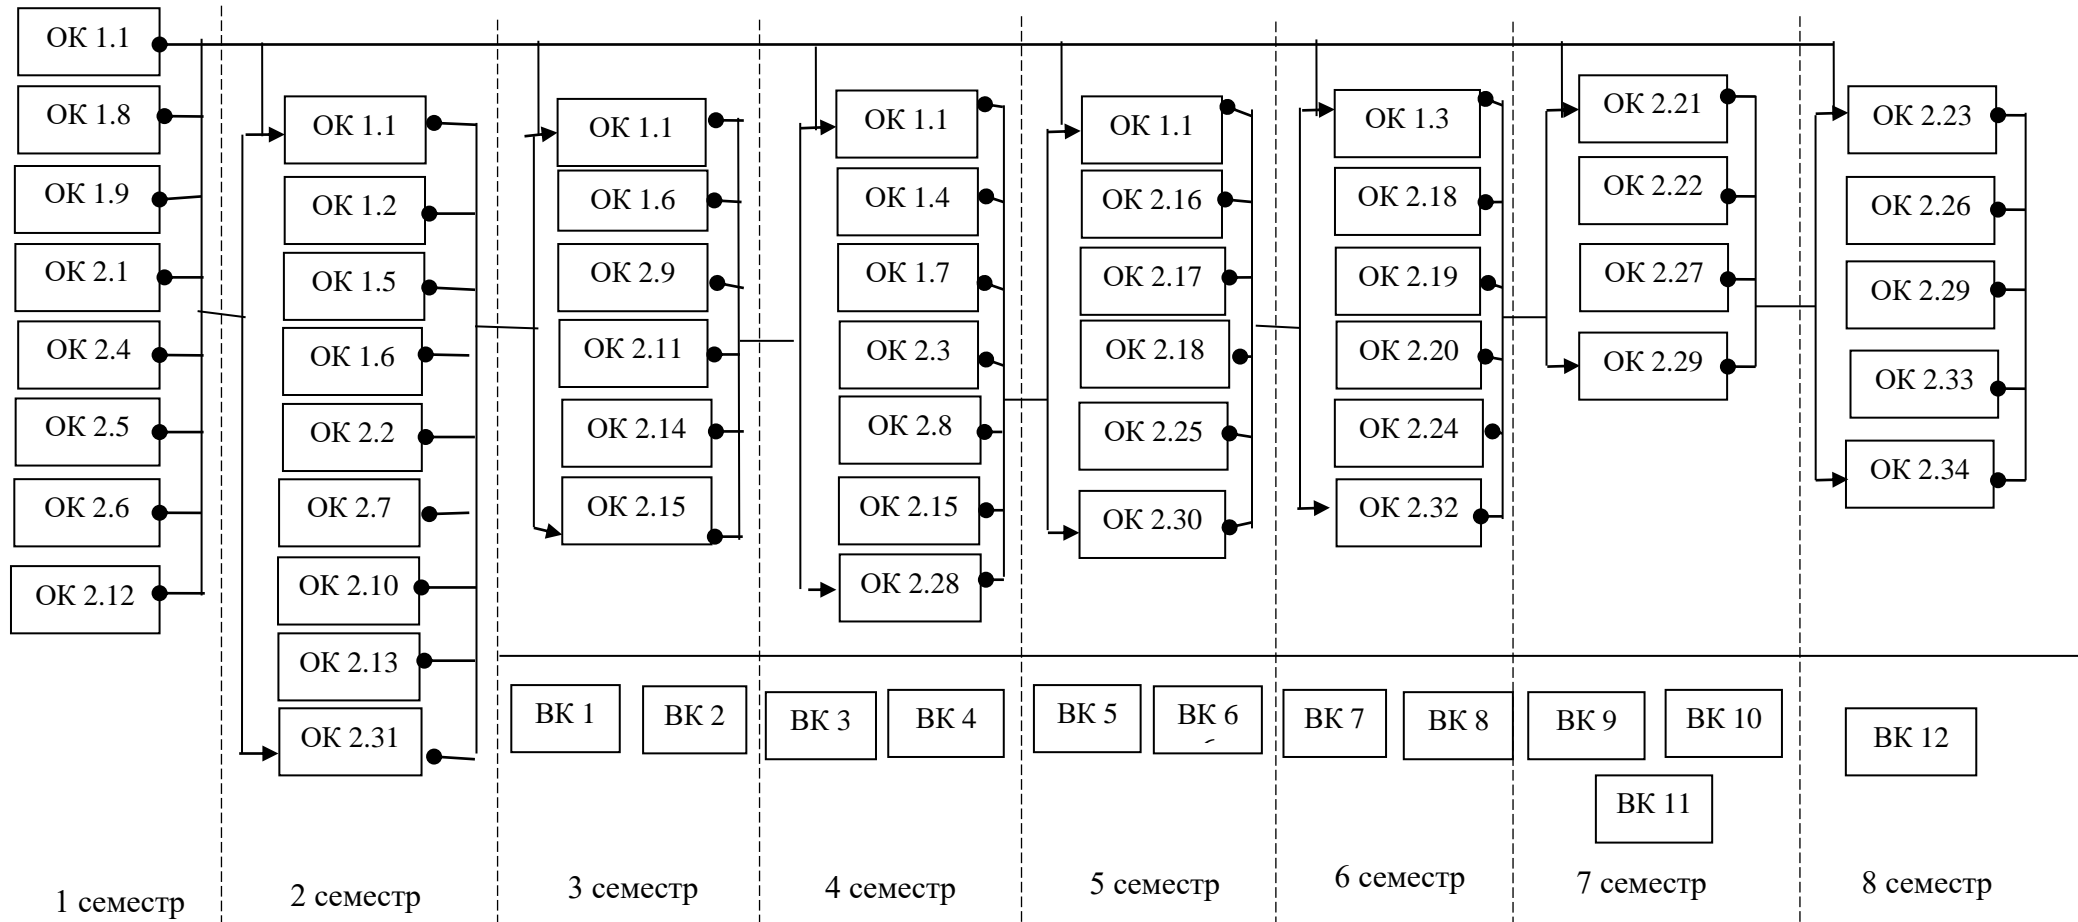 ОК 1.1
ОК 1.8
ОК 1.9
ОК 2.1
ОК 2.4
ОК 2.5
ОК 2.6
ОК 2.12
1 семестр
ОК 1.1
ОК 1.2
ОК 1.5
ОК 1.6
ОК 2.2
ОК 2.7
ОК 2.10
ОК 2.13
ОК 2.31
2 семестр
ОК 1.1
ОК 1.6
ОК 2.9
ОК 2.11
ОК 2.14
ОК 2.15
ВК 1
ВК 2
3 семестр
ОК 1.1
ОК 1.4
ОК 1.7
ОК 2.3
ОК 2.8
ОК 2.15
ОК 2.28
ВК 3
ВК 4
4 семестр
ОК 1.1
ОК 2.16
ОК 2.17
ОК 2.18
ОК 2.25
ОК 2.30
ВК 5
ВК 6
5 семестр
ОК 1.3
ОК 2.18
ОК 2.19
ОК 2.20
ОК 2.24
ОК 2.32
ВК 7
ВК 8
6 семестр
ОК 2.21
ОК 2.22
ОК 2.27
ОК 2.29
ВК 9
ВК 10
ВК 11
7 семестр
ОК 2.23
ОК 2.26
ОК 2.29
ОК 2.33
ОК 2.34
ВК 12
8 семестр